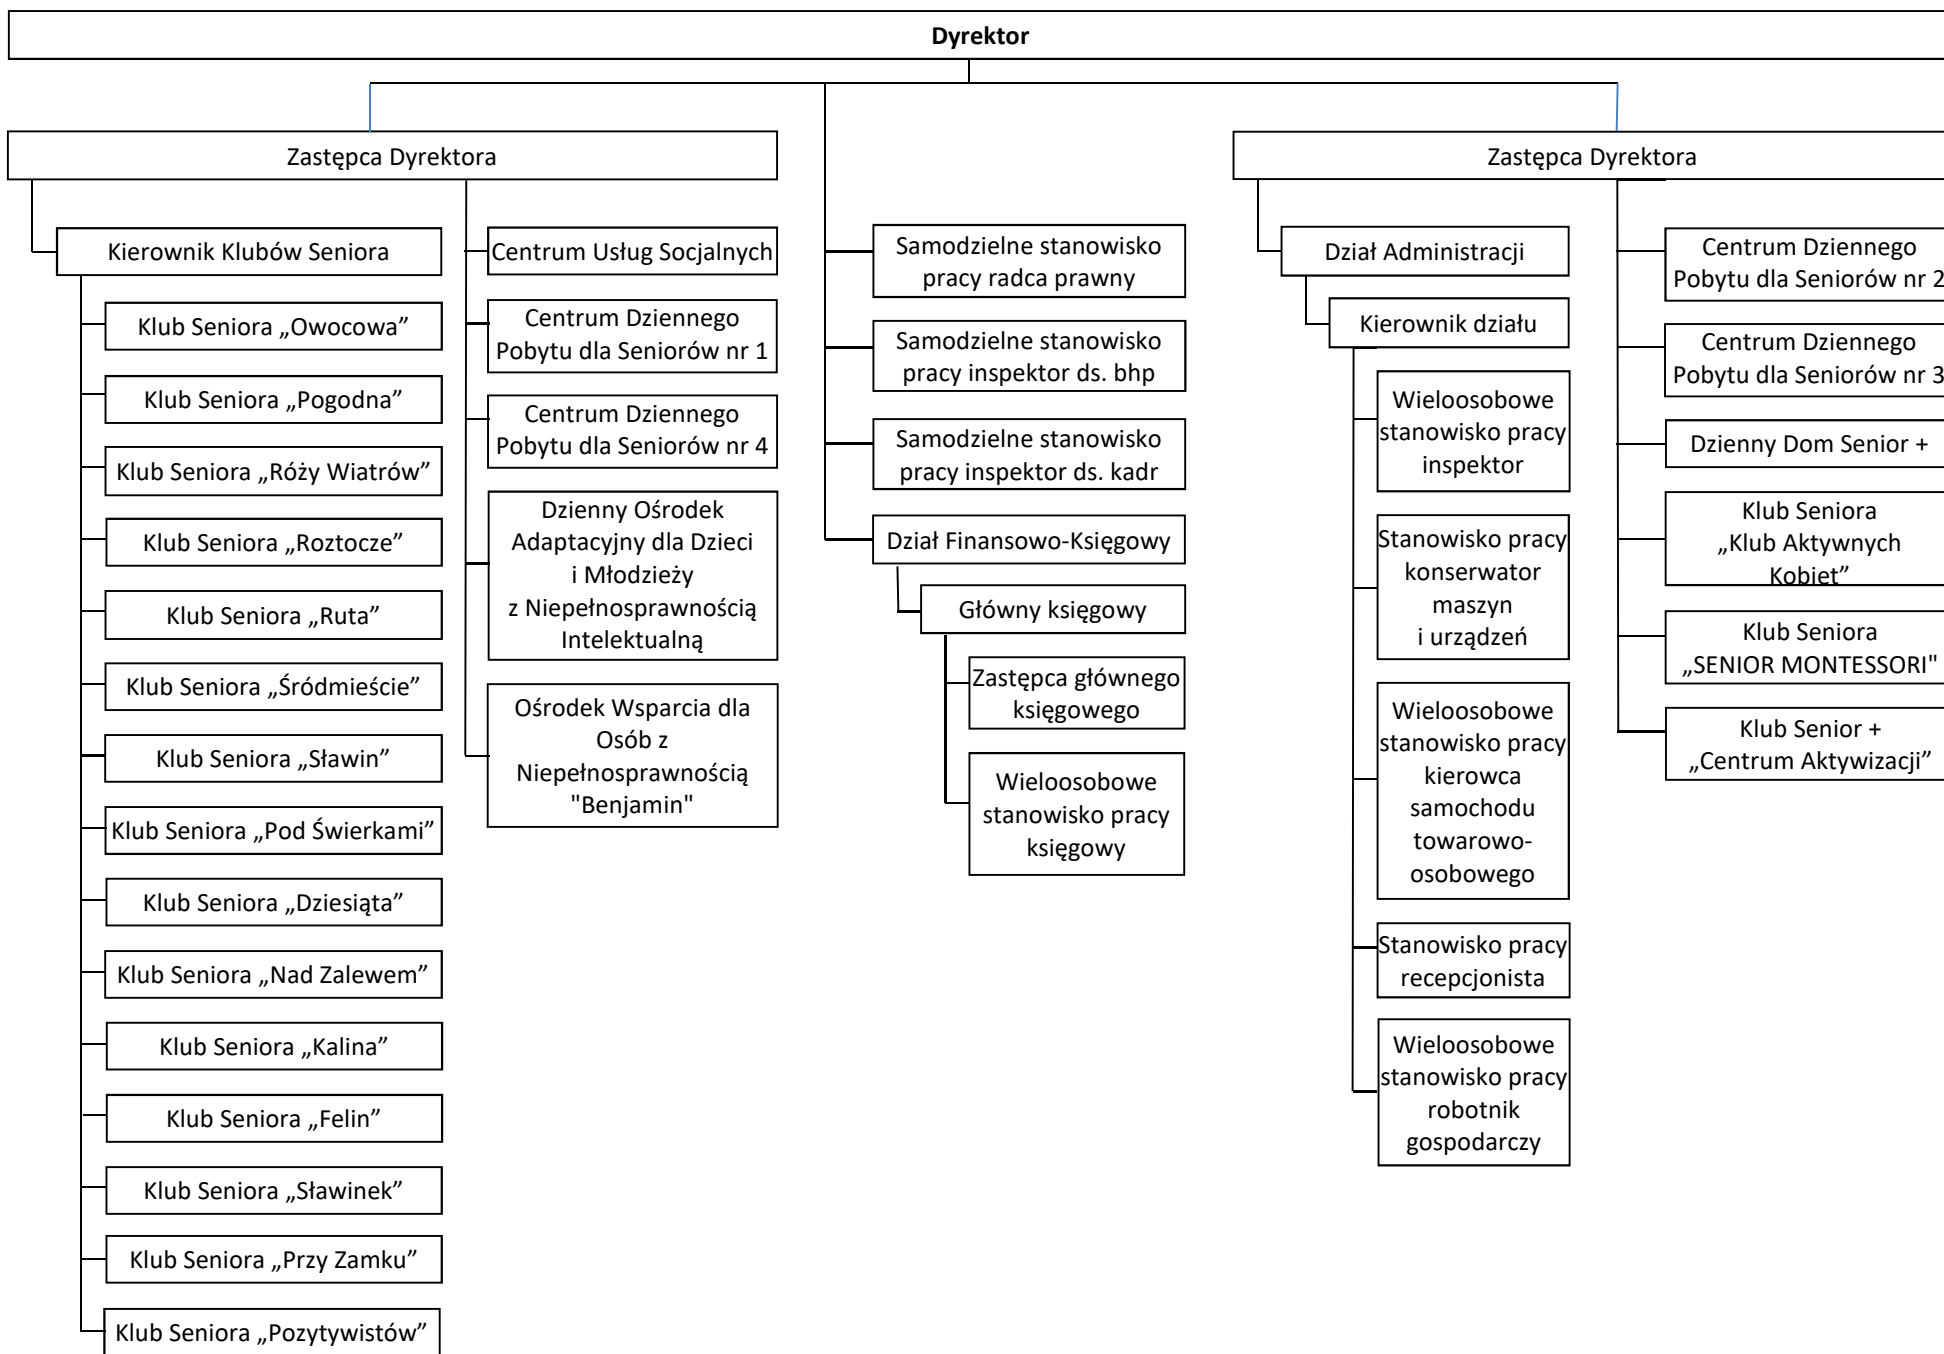 Dyrektor
Zastępca Dyrektora
Kierownik Klubów Seniora
Klub Seniora „Owocowa”
Klub Seniora „Pogodna”
Klub Seniora „Róży Wiatrów”
Klub Seniora „Roztocze”
Klub Seniora „Ruta”
Klub Seniora „Śródmieście”
Klub Seniora „Sławin”
Klub Seniora „Pod Świerkami”
Klub Seniora „Dziesiąta”
Klub Seniora „Nad Zalewem”
Klub Seniora „Kalina”
Klub Seniora „Felin”
Klub Seniora „Sławinek”
Klub Seniora „Przy Zamku”
Klub Seniora „Pozytywistów”
Centrum Usług Socjalnych
Centrum Dziennego
Pobytu dla Seniorów nr 1
Centrum Dziennego
Pobytu dla Seniorów nr 4
Dzienny Ośrodek
Adaptacyjny dla Dzieci
i Młodzieży
z Niepełnosprawnością
Intelektualną
Ośrodek Wsparcia dla
Osób z
Niepełnosprawnością
"Benjamin"
Samodzielne stanowisko
pracy radca prawny
Samodzielne stanowisko
pracy inspektor ds. bhp
Samodzielne stanowisko
pracy inspektor ds. kadr
Dział Finansowo-Księgowy
Główny księgowy
Zastępca głównego
księgowego
Wieloosobowe
stanowisko pracy
księgowy
Zastępca Dyrektora
Dział Administracji
Kierownik działu
Wieloosobowe
stanowisko pracy
inspektor
Stanowisko pracy
konserwator
maszyn
i urządzeń
Wieloosobowe
stanowisko pracy
kierowca
samochodu
towarowo-
osobowego
Stanowisko pracy
recepcjonista
Wieloosobowe
stanowisko pracy
robotnik
gospodarczy
Centrum Dziennego
Pobytu dla Seniorów nr 2
Centrum Dziennego
Pobytu dla Seniorów nr 3
Dzienny Dom Senior +
Klub Seniora
„Klub Aktywnych
Kobiet”
Klub Seniora
„SENIOR MONTESSORI"
Klub Senior +
„Centrum Aktywizacji”